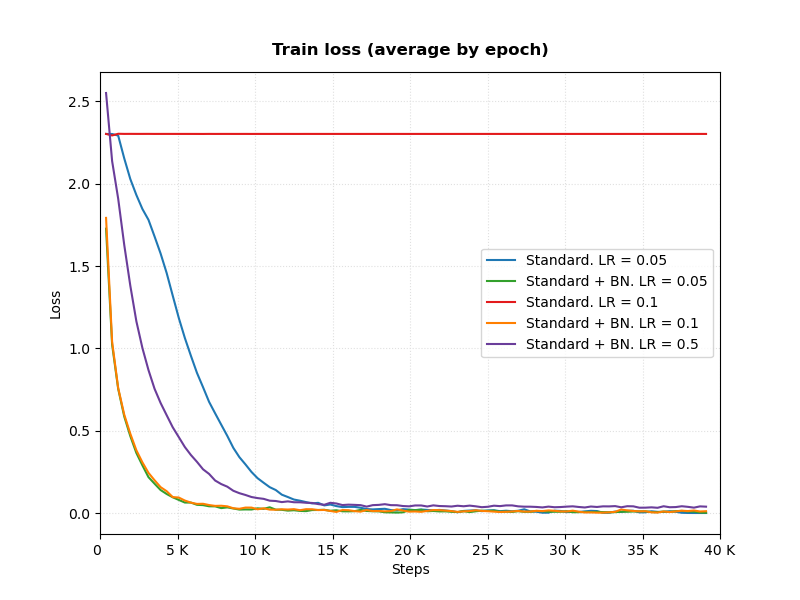 Train loss (average by epoch)
Loss
2.5
2.0
1.5
1.0
0.5
0.0
Standard. LR = 0.05
Standard + BN. LR = 0.05
Standard. LR = 0.1
Standard + BN. LR = 0.1
Standard + BN. LR = 0.5
0 5 K 10 K 15 K 20 K 25 K 30 K 35 K 40 K
Steps